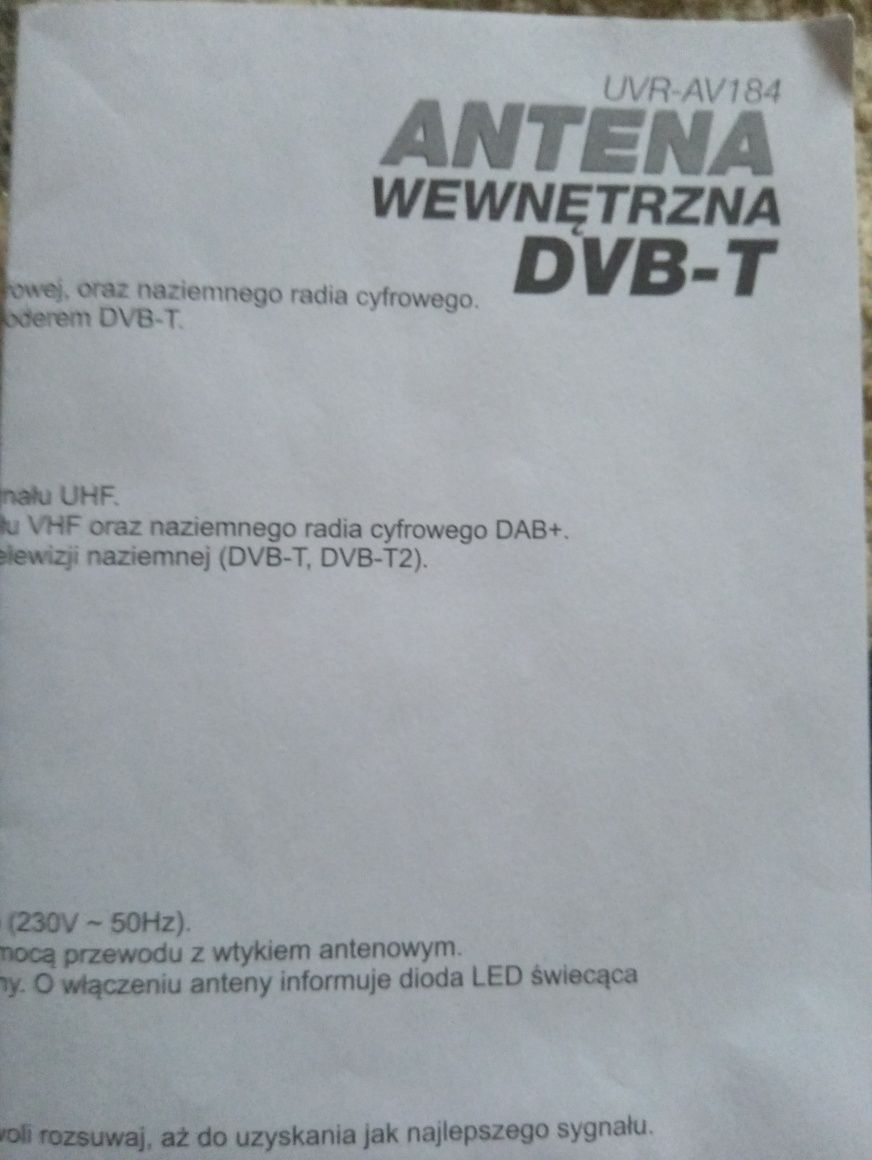 UVR-AV184
ANTENA
WEWNĘTRZNA
DVB-T
oraz naziemnego radia cyfrowego.
DVB-T.
UHF.
VHF oraz naziemnego radia cyfrowego DAB+.
naziemnej (DVB-T, DVB-T2).
(230V ~ 50Hz).
przewodu z wtykiem antenowym.
O włączeniu anteny informuje dioda LED świecąca
rozsuwaj, aż do uzyskania jak najlepszego sygnału.